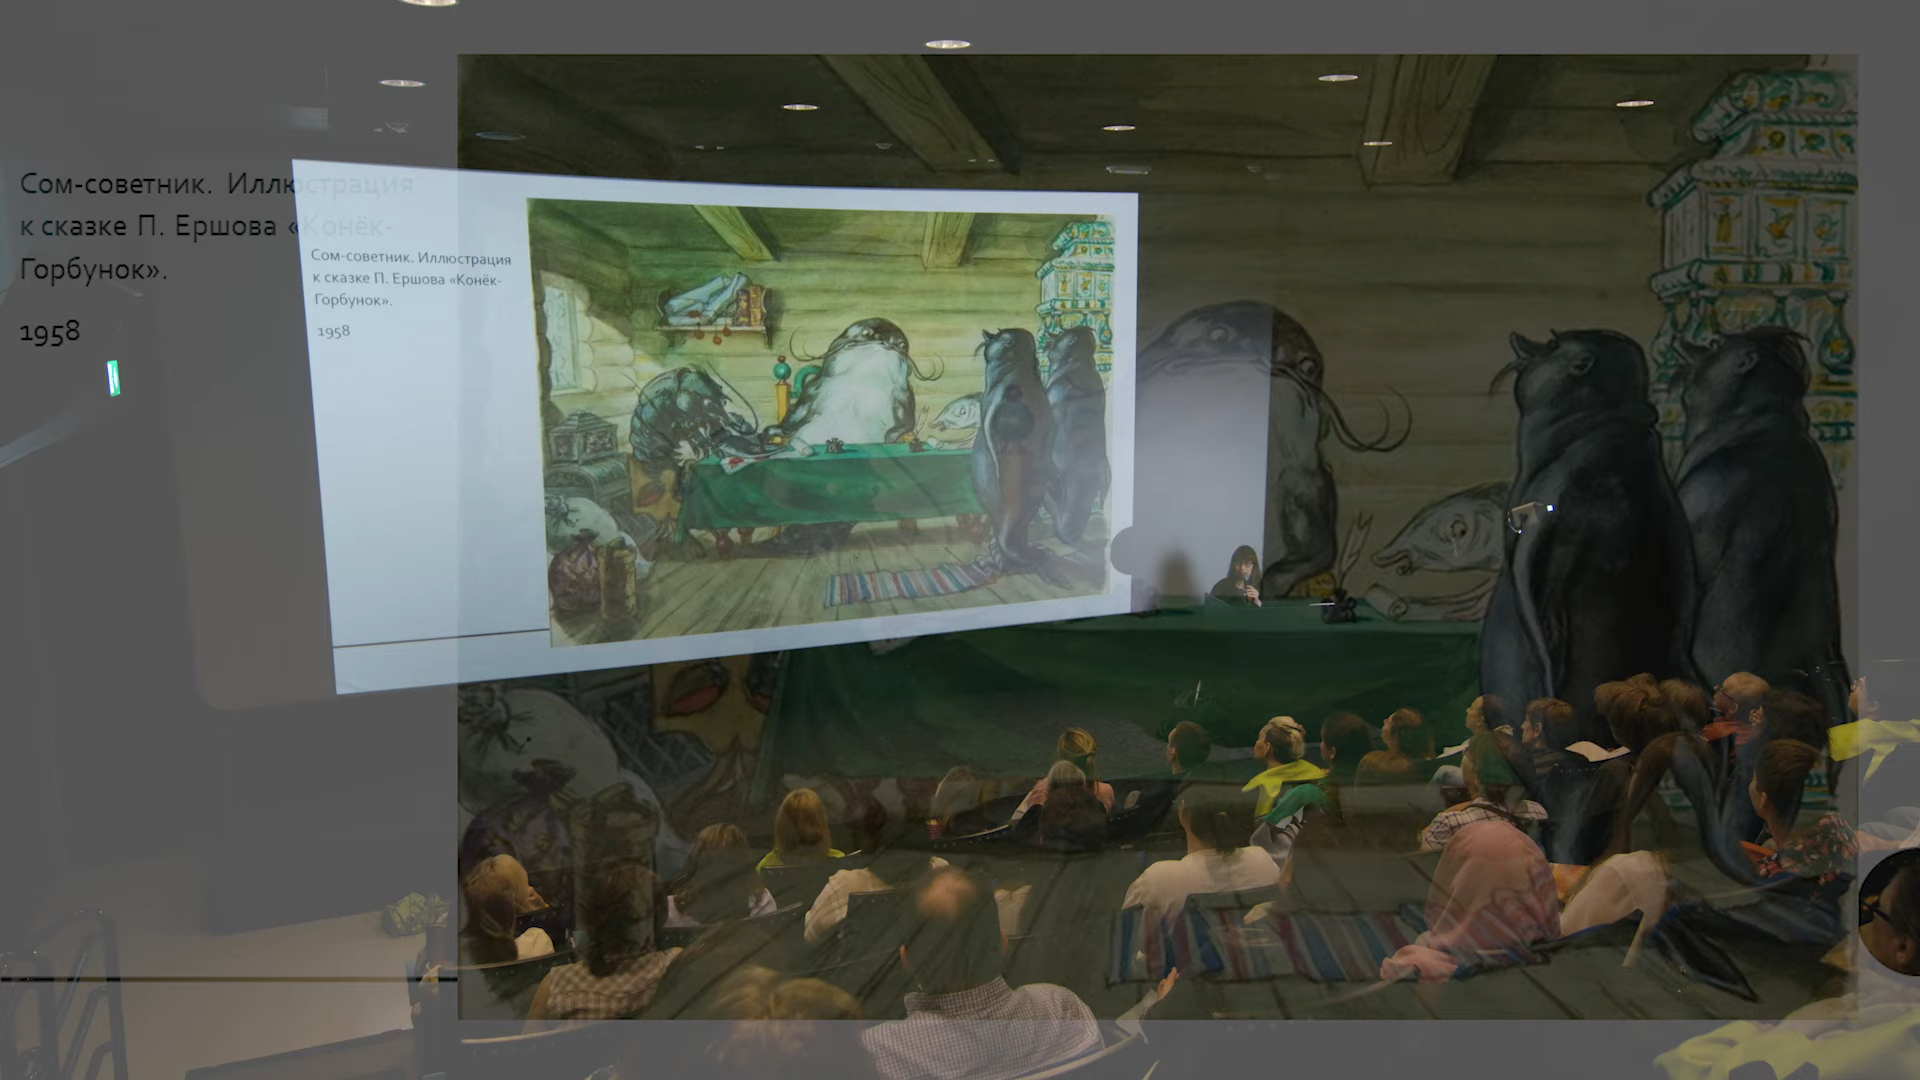 Сом-советник. Иллюстрация
к сказке П. Ершова «Конёк-
Горбунок».
1958
Сом-советник. Иллюстрация
к сказке П. Ершова «Конёк-
Горбунок».
1958